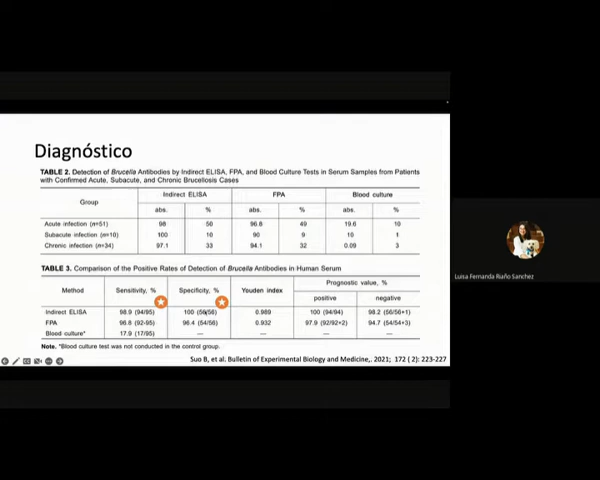 Diagnóstico
TABLE 2. Detection of Brucella Antibodies by Indirect ELISA, FPA, and Blood Culture Tests in Serum Samples from Patients
with Confirmed Acute, Subacute, and Chronic Brucellosis Cases
Group Indirect ELISA FPA Blood culture
abs. % abs. % abs. %
Acute infection (n=51) 98 50 96.8 49 19.6 10
Subacute infection (n=10) 100 10 90 9 10 1
Chronic infection (n=34) 97.1 33 94.1 32 0.09 3
TABLE 3. Comparison of the Positive Rates of Detection of Brucella Antibodies in Human Serum
Method Sensitivity, % Specificity, % Youden index Prognostic value, %
positive negative
Indirect ELISA 98.9 (94/95) 100 (56/56) 0.989 100 (94/94) 98.2 (56/56+1)
FPA 96.8 (92-95) 96.4 (54/56) 0.932 97.9 (92/92+2) 94.7 (54/54+3)
Blood culture* 17.9 (17/95) — — — —
Note. *Blood culture test was not conducted in the control group.
Suo B, et al. Bulletin of Experimental Biology and Medicine,. 2021; 172 ( 2): 223-227
Luisa Fernanda Riaño Sanchez